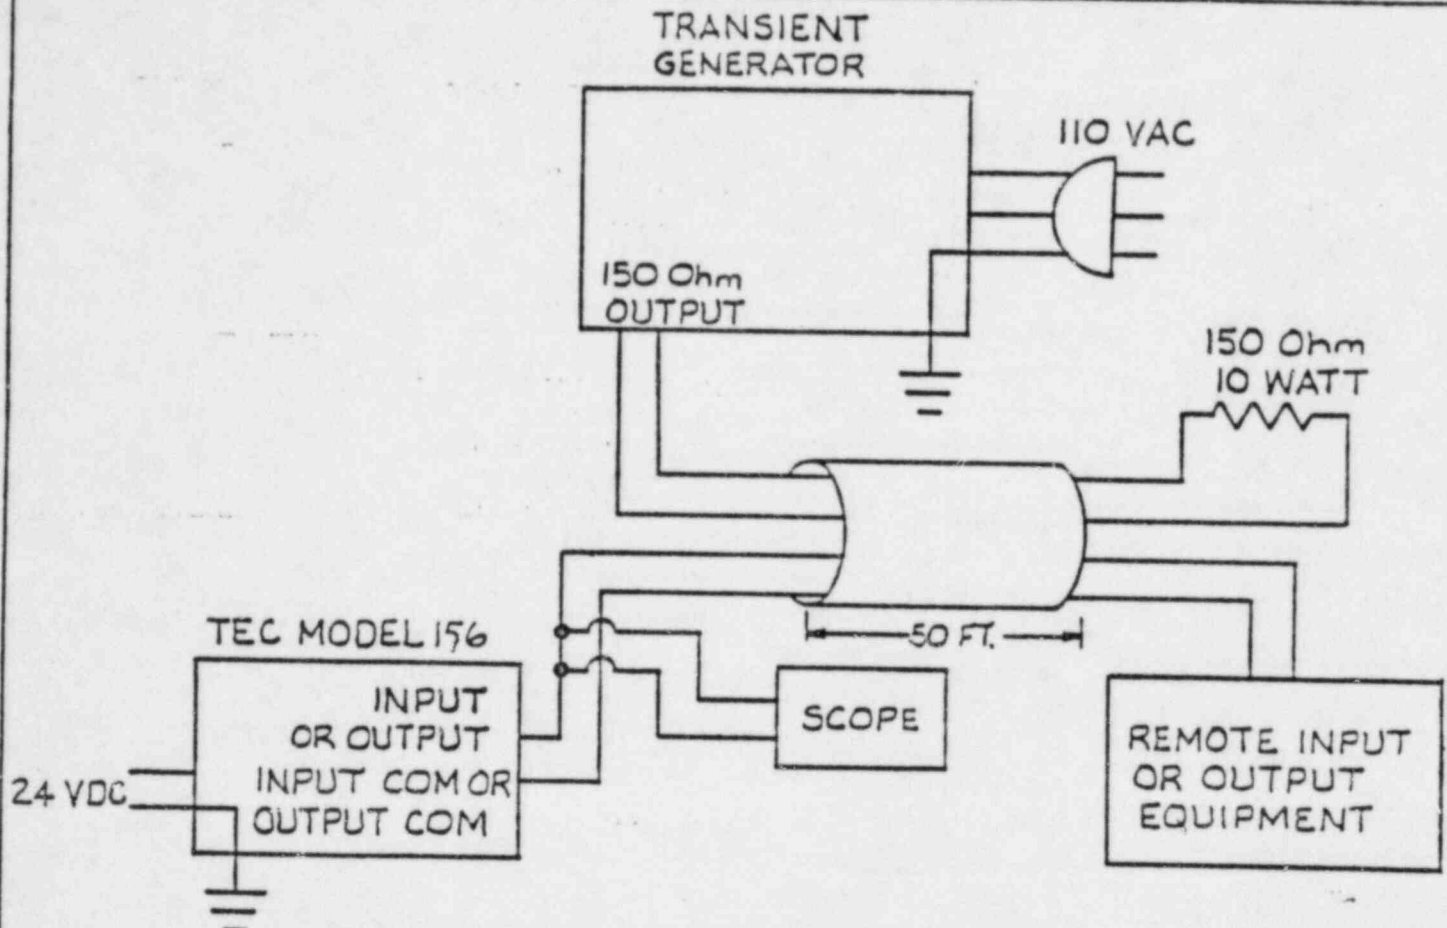 TRANSIENT
GENERATOR
110 VAC
150 Ohm
OUTPUT
150 Ohm
10 WATT
50 FT.
TEC MODEL 156
INPUT
OR OUTPUT
INPUT COM OR
OUTPUT COM
24 VDC
SCOPE
REMOTE INPUT
OR OUTPUT
EQUIPMENT